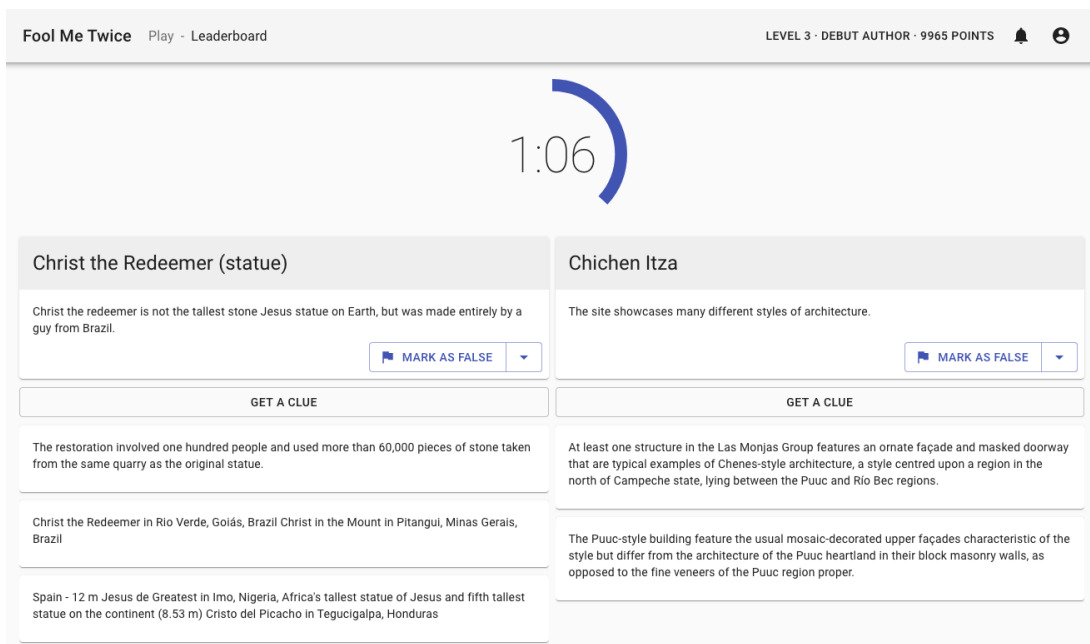 Fool Me Twice Play - Leaderboard LEVEL 3 · DEBUT AUTHOR · 9965 POINTS
1:06
Christ the Redeemer (statue)
Christ the redeemer is not the tallest stone Jesus statue on Earth, but was made entirely by a
guy from Brazil.
MARK AS FALSE
GET A CLUE
The restoration involved one hundred people and used more than 60,000 pieces of stone taken
from the same quarry as the original statue.
Christ the Redeemer in Rio Verde, Goiás, Brazil Christ in the Mount in Pitangui, Minas Gerais,
Brazil
Spain - 12 m Jesus de Greatest in Imo, Nigeria, Africa's tallest statue of Jesus and fifth tallest
statue on the continent (8.53 m) Cristo del Picacho in Tegucigalpa, Honduras
Chichen Itza
The site showcases many different styles of architecture.
MARK AS FALSE
GET A CLUE
At least one structure in the Las Monjas Group features an ornate façade and masked doorway
that are typical examples of Chenes-style architecture, a style centred upon a region in the
north of Campeche state, lying between the Puuc and Río Bec regions.
The Puuc-style building feature the usual mosaic-decorated upper façades characteristic of the
style but differ from the architecture of the Puuc heartland in their block masonry walls, as
opposed to the fine veneers of the Puuc region proper.